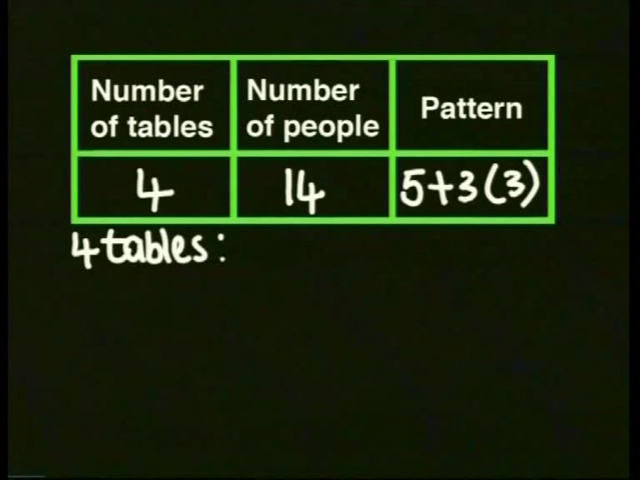 Number of tables
Number of people
Pattern
4
14
5+3(3)
4 tables: